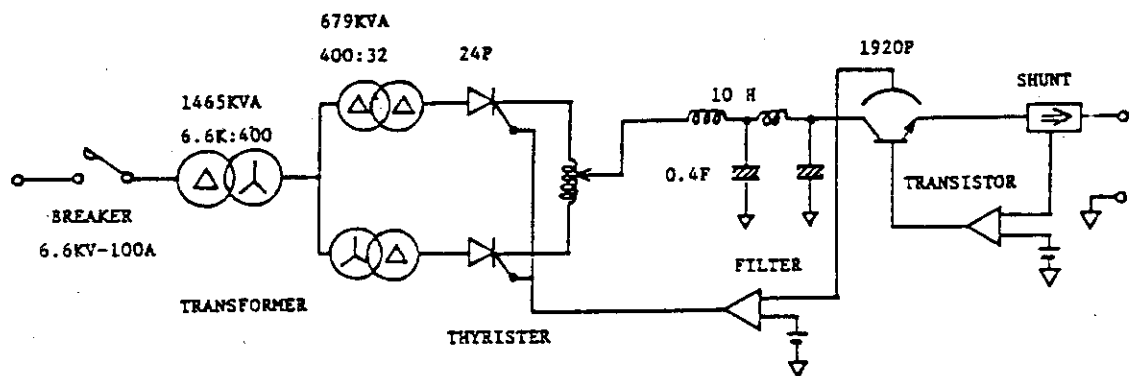 679KVA
400:32
24P
1920P
1465KVA
6.6K:400
10 H
SHUNT
0.4F
TRANSISTOR
BREAKER
6.6KV-100A
FILTER
TRANSFORMER
THYRISTER